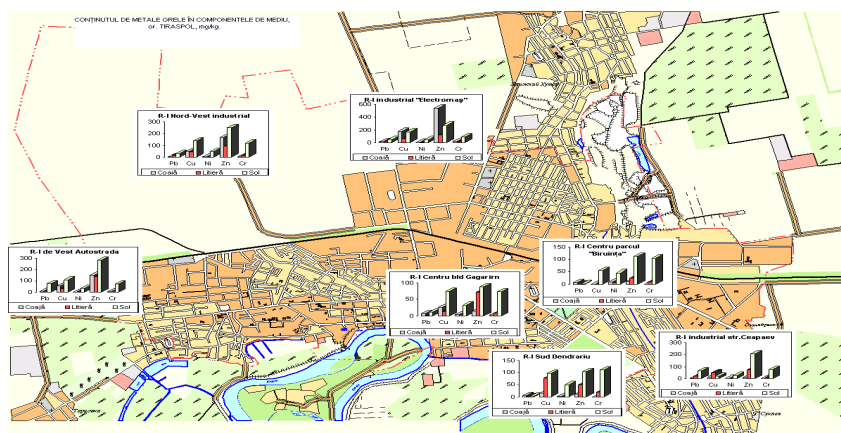 CONȚINUTUL DE METALE GRELE ÎN COMPONENTELE DE MEDIU,
or. TIRASPOL, mg/kg.
R-l Nord-Vest industrial
300
200
100
0
Pb Cu Ni Zn Cr
Coajă Litieră Sol
R-l industrial "Electromaș"
600
400
200
0
Pb Cu Ni Zn Cr
Coajă Litieră Sol
R-l de Vest Autostrada
300
200
100
0
Pb Cu Ni Zn Cr
Coajă Litieră Sol
R-l Centru bld Gagarirn
100
50
0
Pb Cu Ni Zn Cr
Coajă Litieră Sol
R-l Centru parcul
"Biruința"
150
100
50
0
Pb Cu Ni Zn Cr
Coajă Litieră Sol
R-l Sud Dendrariu
150
100
50
0
Pb Cu Ni Zn Cr
Coajă Litieră Sol
R-l industrial str.Ceapaev
300
200
100
0
Pb Cu Ni Zn Cr
Coajă Litieră Sol